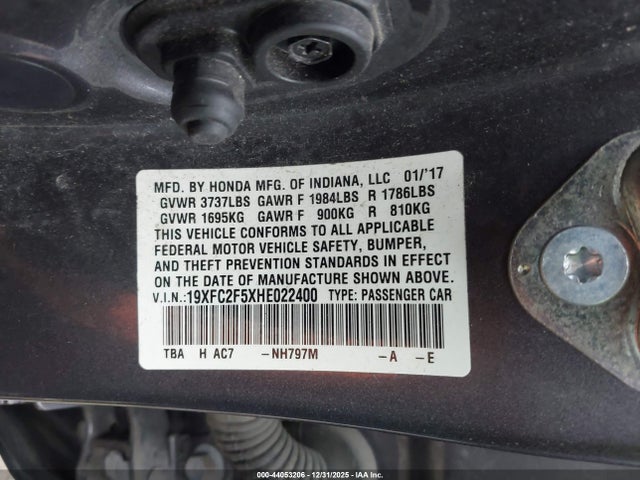 MFD. BY HONDA MFG. OF INDIANA, LLC 01/'17
GVWR 3737LBS GAWR F 1984LBS R 1786LBS
GVWR 1695KG GAWR F 900KG R 810KG
THIS VEHICLE CONFORMS TO ALL APPLICABLE
FEDERAL MOTOR VEHICLE SAFETY, BUMPER,
AND THEFT PREVENTION STANDARDS IN EFFECT
ON THE DATE OF MANUFACTURE SHOWN ABOVE.
V.I.N.:19XFC2F5XHE022400 TYPE: PASSENGER CAR
TBA H AC7 -NH797M -A -E
000-44053206 - 12/31/2025 - IAA Inc.